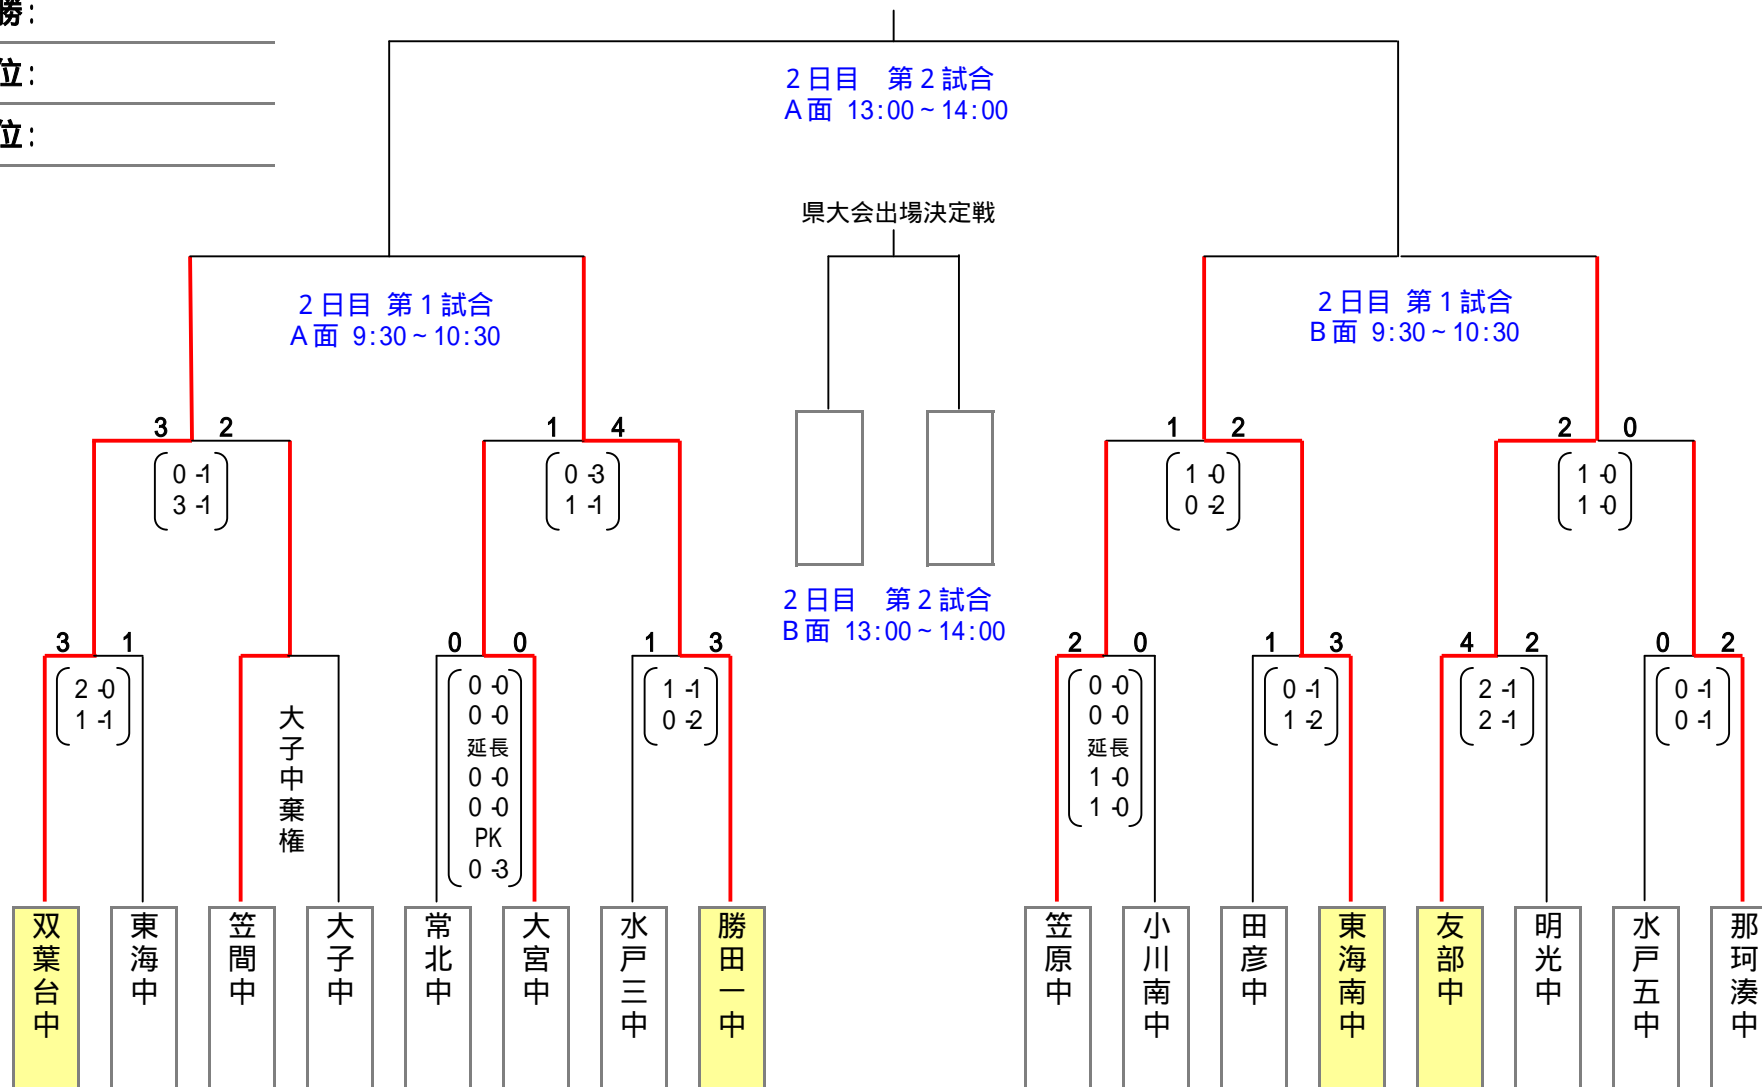 勝:
位:
位:
2日目 第2試合
A面 13:00~14:00
県大会出場決定戦
2日目 第1試合
A面 9:30~10:30
2日目 第1試合
B面 9:30~10:30
3 2
0-1
3-1
1 4
0-3
1-1
1 2
1-0
0-2
2 0
1-0
1-0
2日目 第2試合
B面 13:00~14:00
3 1
2-0
1-1
大子中棄権
0 0
0-0
0-0
延長
0-0
0-0
PK
0-3
1 3
1-1
0-2
2 0
0-0
0-0
延長
1-0
1-0
1 3
0-1
1-2
4 2
2-1
2-1
0 2
0-1
0-1
双葉台中
東海中
笠間中
大子中
常北中
大宮中
水戸三中
勝田一中
笠原中
小川南中
田彦中
東海南中
友部中
明光中
水戸五中
那珂湊中